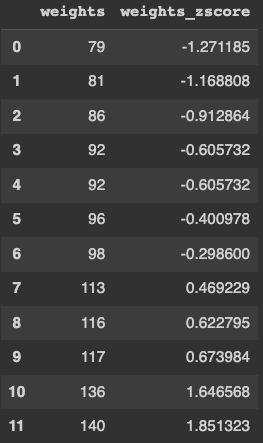 weights weights_zscore
0 79 -1.271185
1 81 -1.168808
2 86 -0.912864
3 92 -0.605732
4 92 -0.605732
5 96 -0.400978
6 98 -0.298600
7 113 0.469229
8 116 0.622795
9 117 0.673984
10 136 1.646568
11 140 1.851323